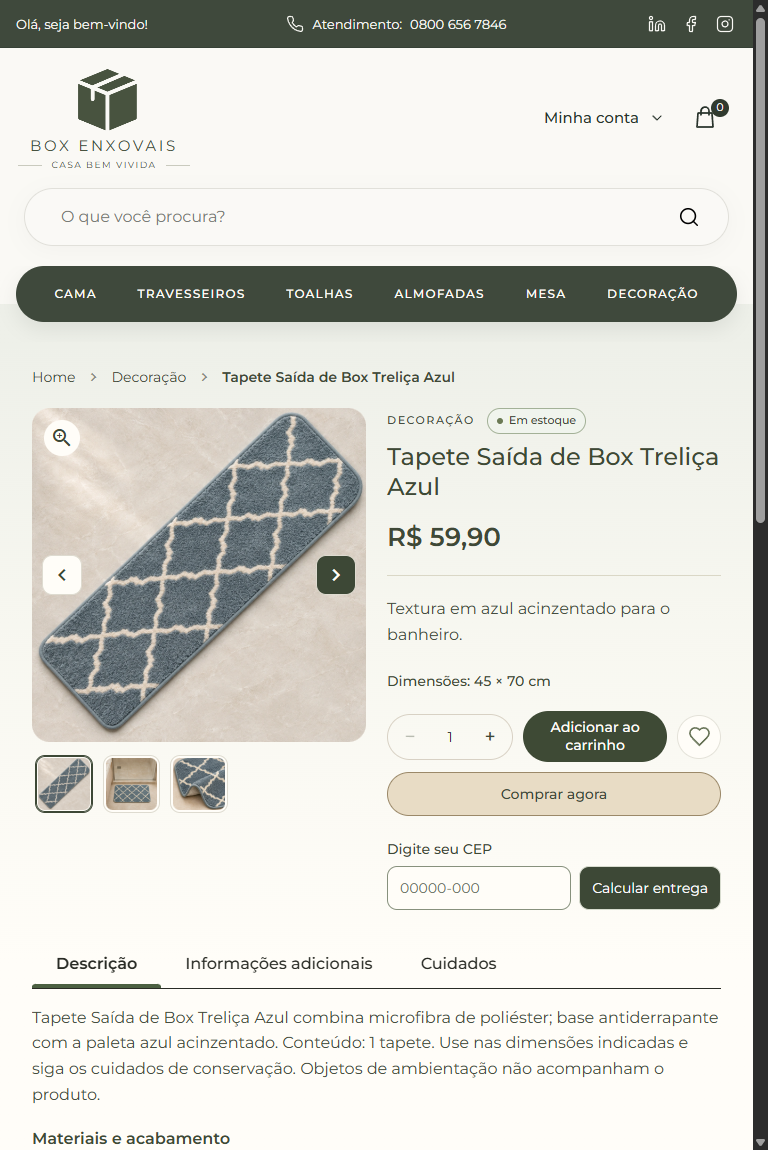 Olá, seja bem-vindo!
Atendimento: 0800 656 7846
BOX ENXOVAIS
CASA BEM VIVIDA
Minha conta
0
O que você procura?
CAMA TRAVESSEIROS TOALHAS ALMOFADAS MESA DECORAÇÃO
Home > Decoração > Tapete Saída de Box Treliça Azul
DECORAÇÃO
Em estoque
Tapete Saída de Box Treliça
Azul
R$ 59,90
Textura em azul acinzentado para o
banheiro.
Dimensões: 45 × 70 cm
− 1 +
Adicionar ao
carrinho
Comprar agora
Digite seu CEP
00000-000
Calcular entrega
Descrição Informações adicionais Cuidados
Tapete Saída de Box Treliça Azul combina microfibra de poliéster; base antiderrapante
com a paleta azul acinzentado. Conteúdo: 1 tapete. Use nas dimensões indicadas e
siga os cuidados de conservação. Objetos de ambientação não acompanham o
produto.
Materiais e acabamento